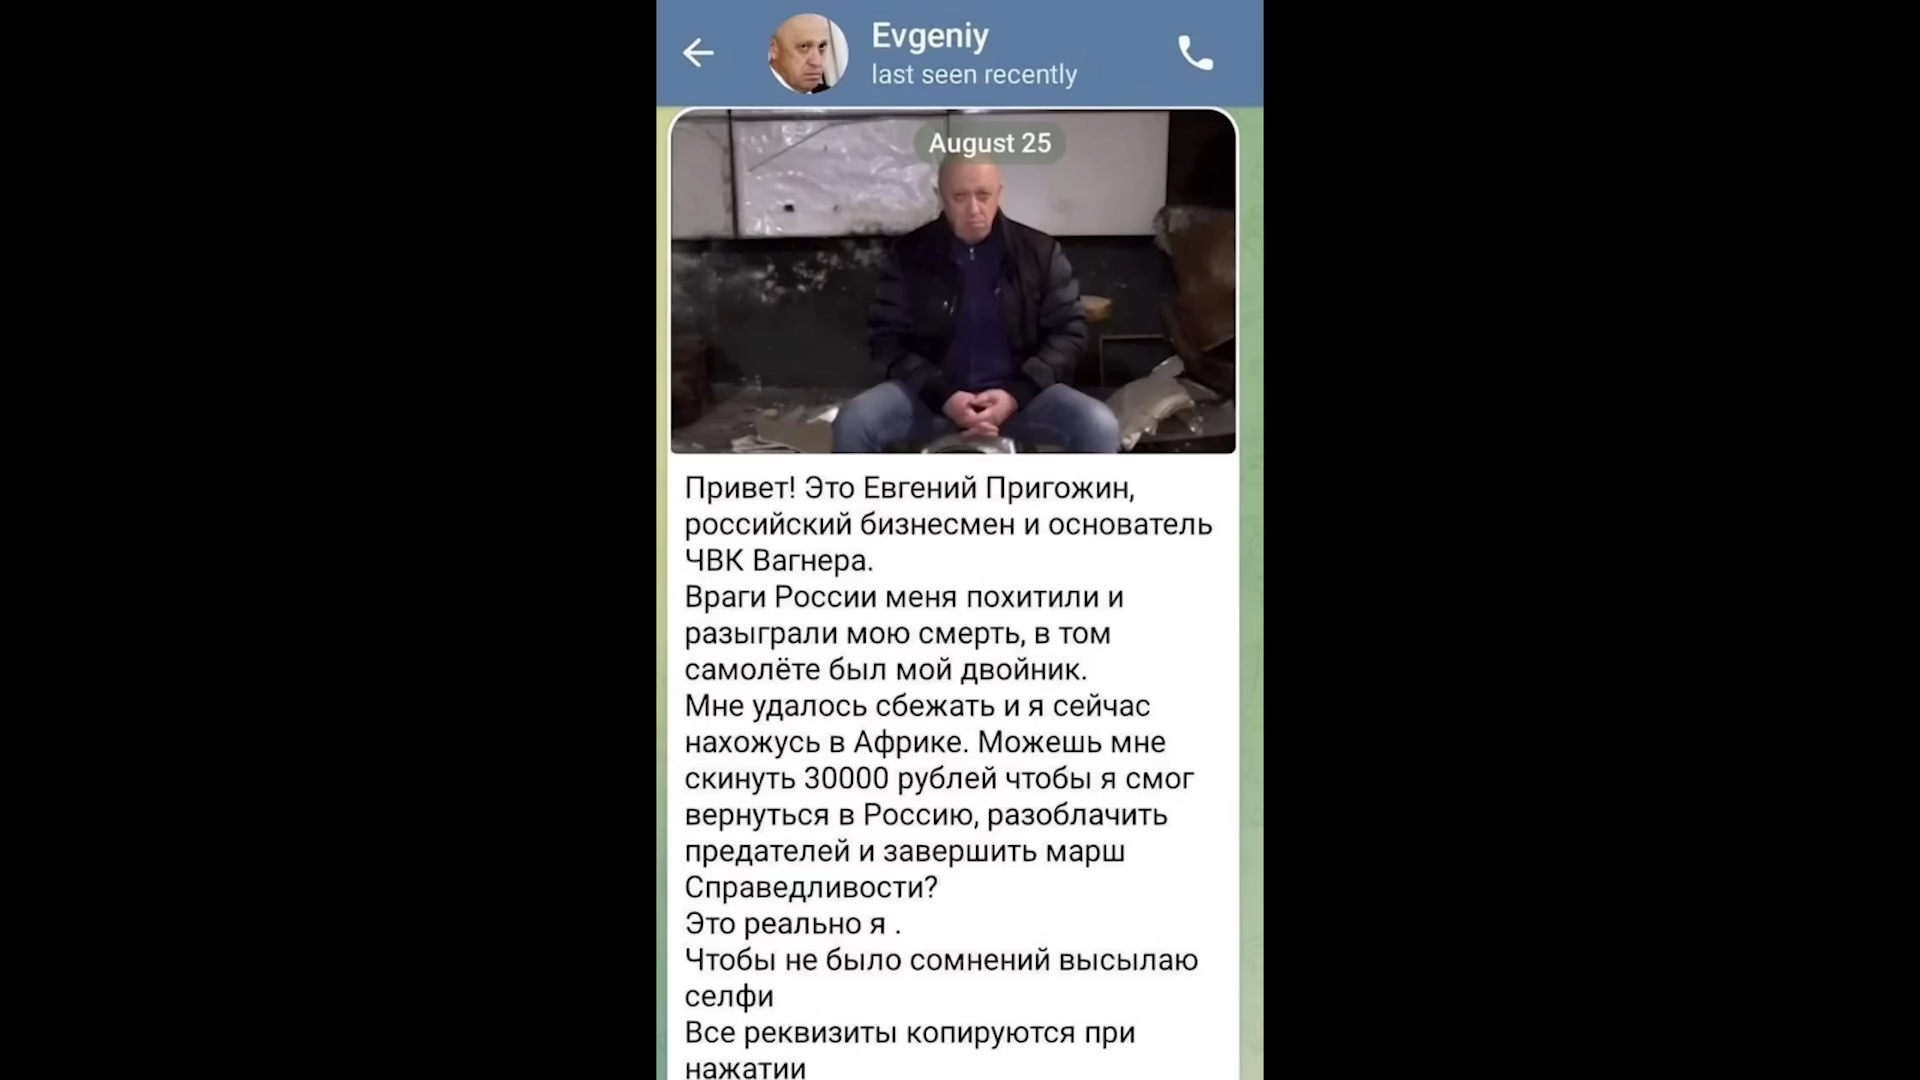 Evgeniy
last seen recently
August 25
Привет! Это Евгений Пригожин,
российский бизнесмен и основатель
ЧВК Вагнера.
Враги России меня похитили и
разыграли мою смерть, в том
самолёте был мой двойник.
Мне удалось сбежать и я сейчас
нахожусь в Африке. Можешь мне
скинуть 30000 рублей чтобы я смог
вернуться в Россию, разоблачить
предателей и завершить марш
Справедливости?
Это реально я .
Чтобы не было сомнений высылаю
селфи
Все реквизиты копируются при
нажатии